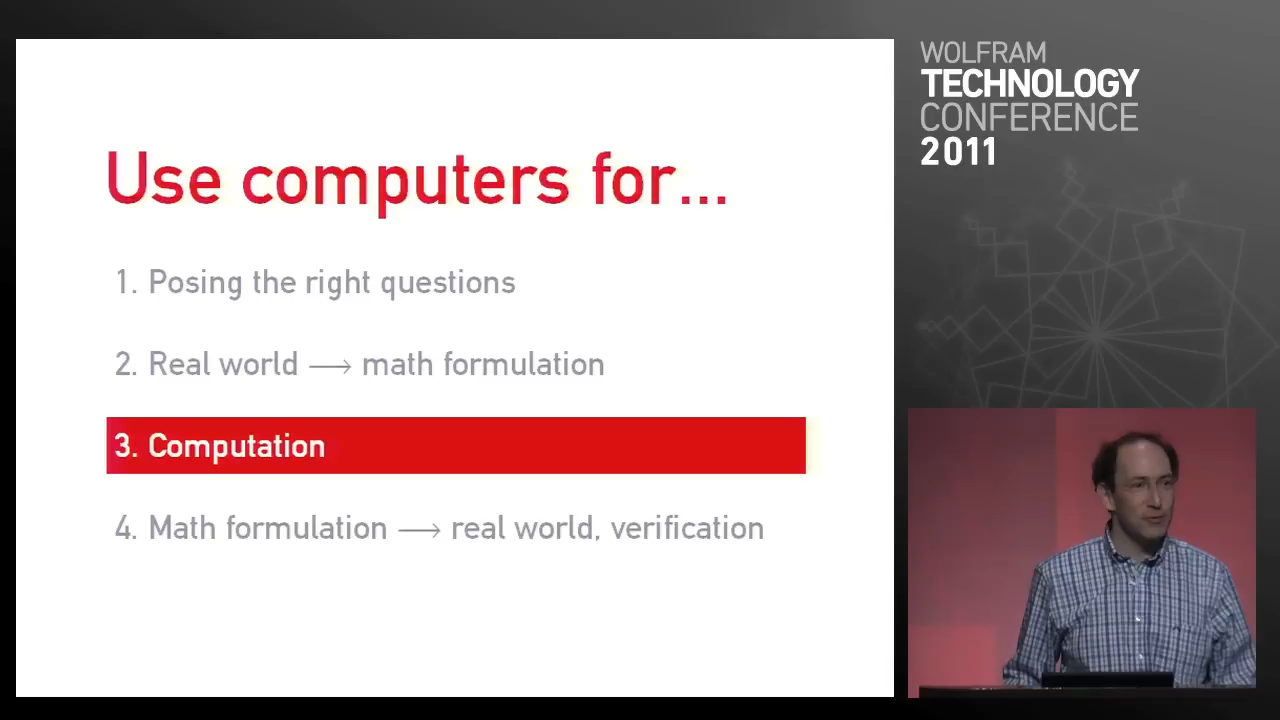 Use computers for...
1. Posing the right questions
2. Real world ⟶ math formulation
3. Computation
4. Math formulation ⟶ real world, verification
WOLFRAM
TECHNOLOGY
CONFERENCE
2011